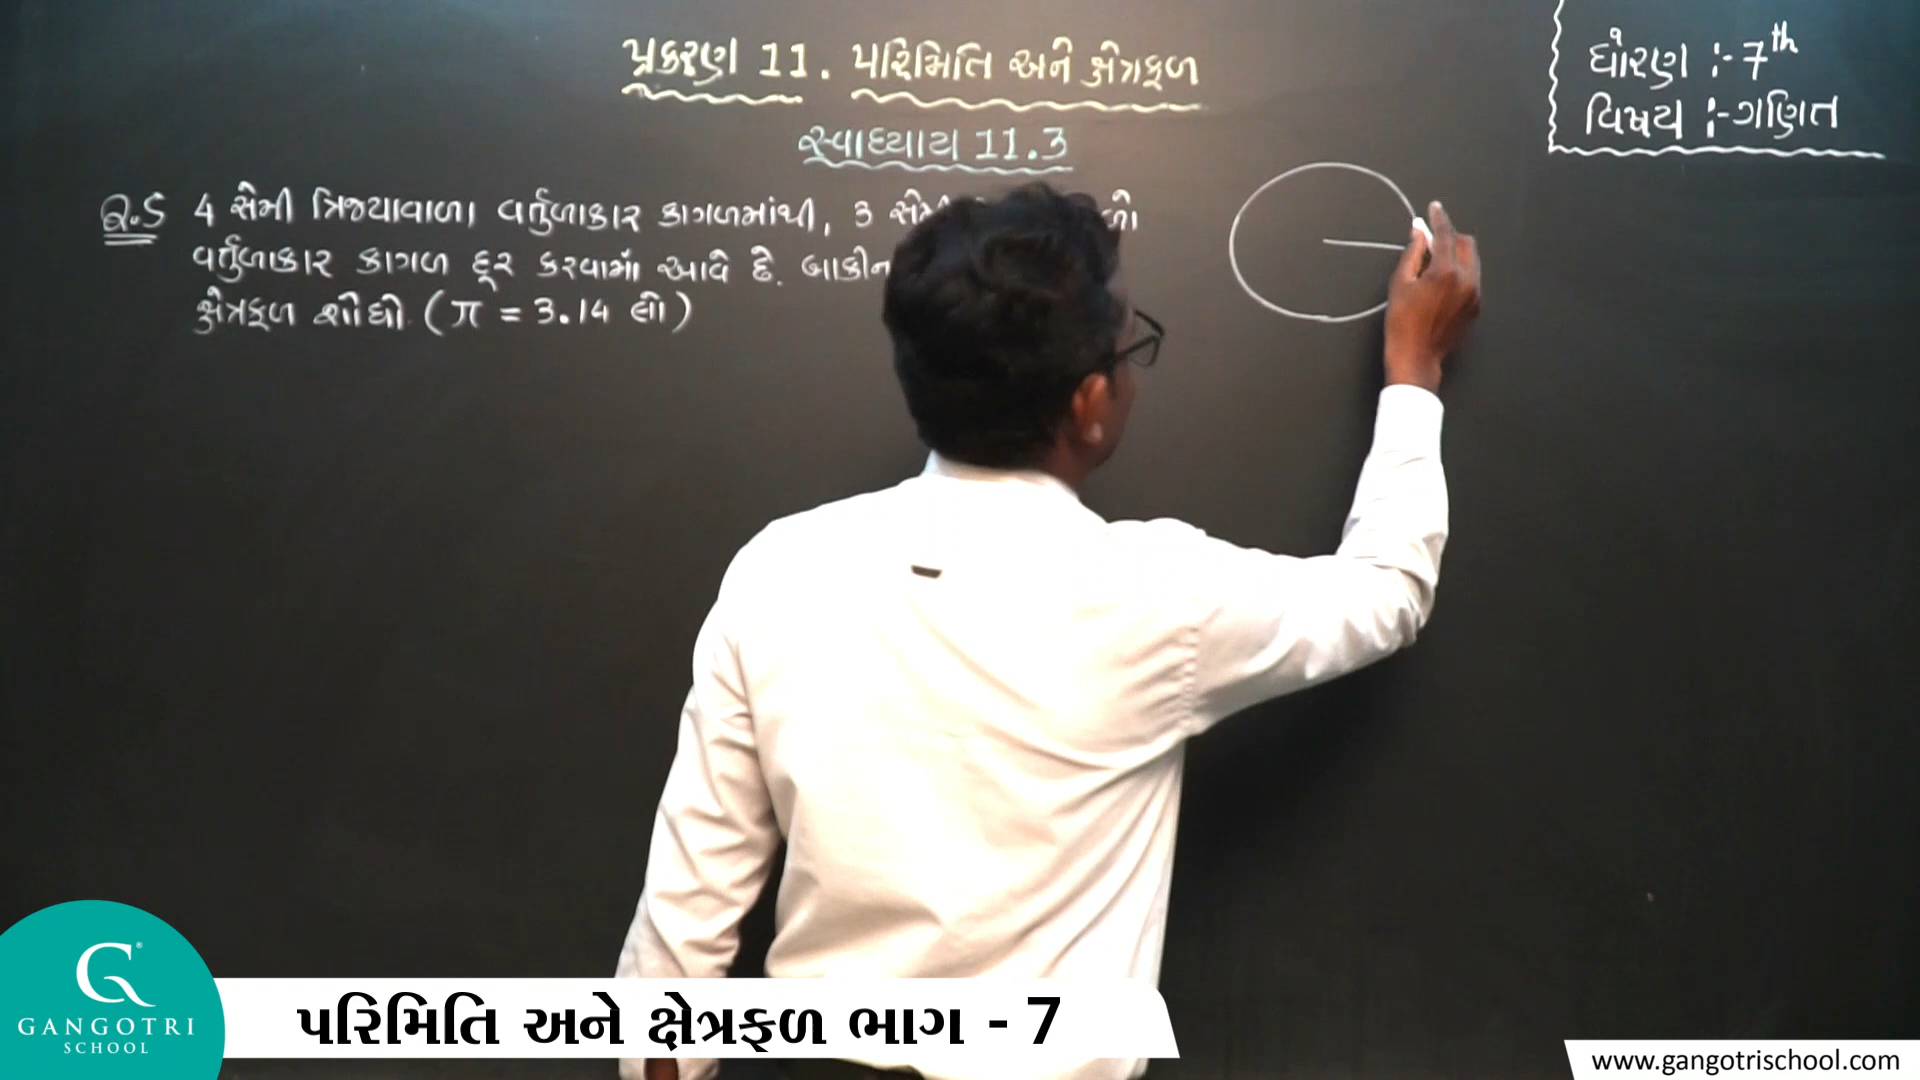 પ્રકરણ 11. પરિમિતિ અને ક્ષેત્રફળ
ધોરણ :- 7th
વિષય :- ગણિત
સ્વાધ્યાય 11.3
4 સેમી ત્રિજ્યાવાળા વર્તુળાકાર કાગળમાંથી, 3
વર્તુળાકાર કાગળ દૂર કરવામાં આવે છે.
ક્ષેત્રફળ શોધો. (π = 3.14 લો)
GANGOTRI
SCHOOL
પરિમિતિ અને ક્ષેત્રફળ ભાગ - 7
www.gangotrischool.com